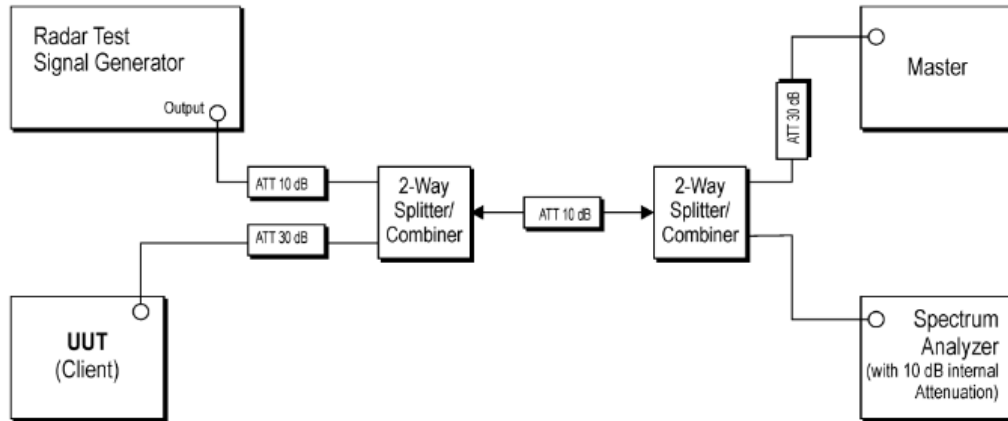 Radar Test
Signal Generator
Output
ATT 10 dB
2-Way
Splitter/
Combiner
ATT 30 dB
ATT 10 dB
2-Way
Splitter/
Combiner
ATT 30 dB
Master
UUT
(Client)
Spectrum
Analyzer
(with 10 dB internal
Attenuation)